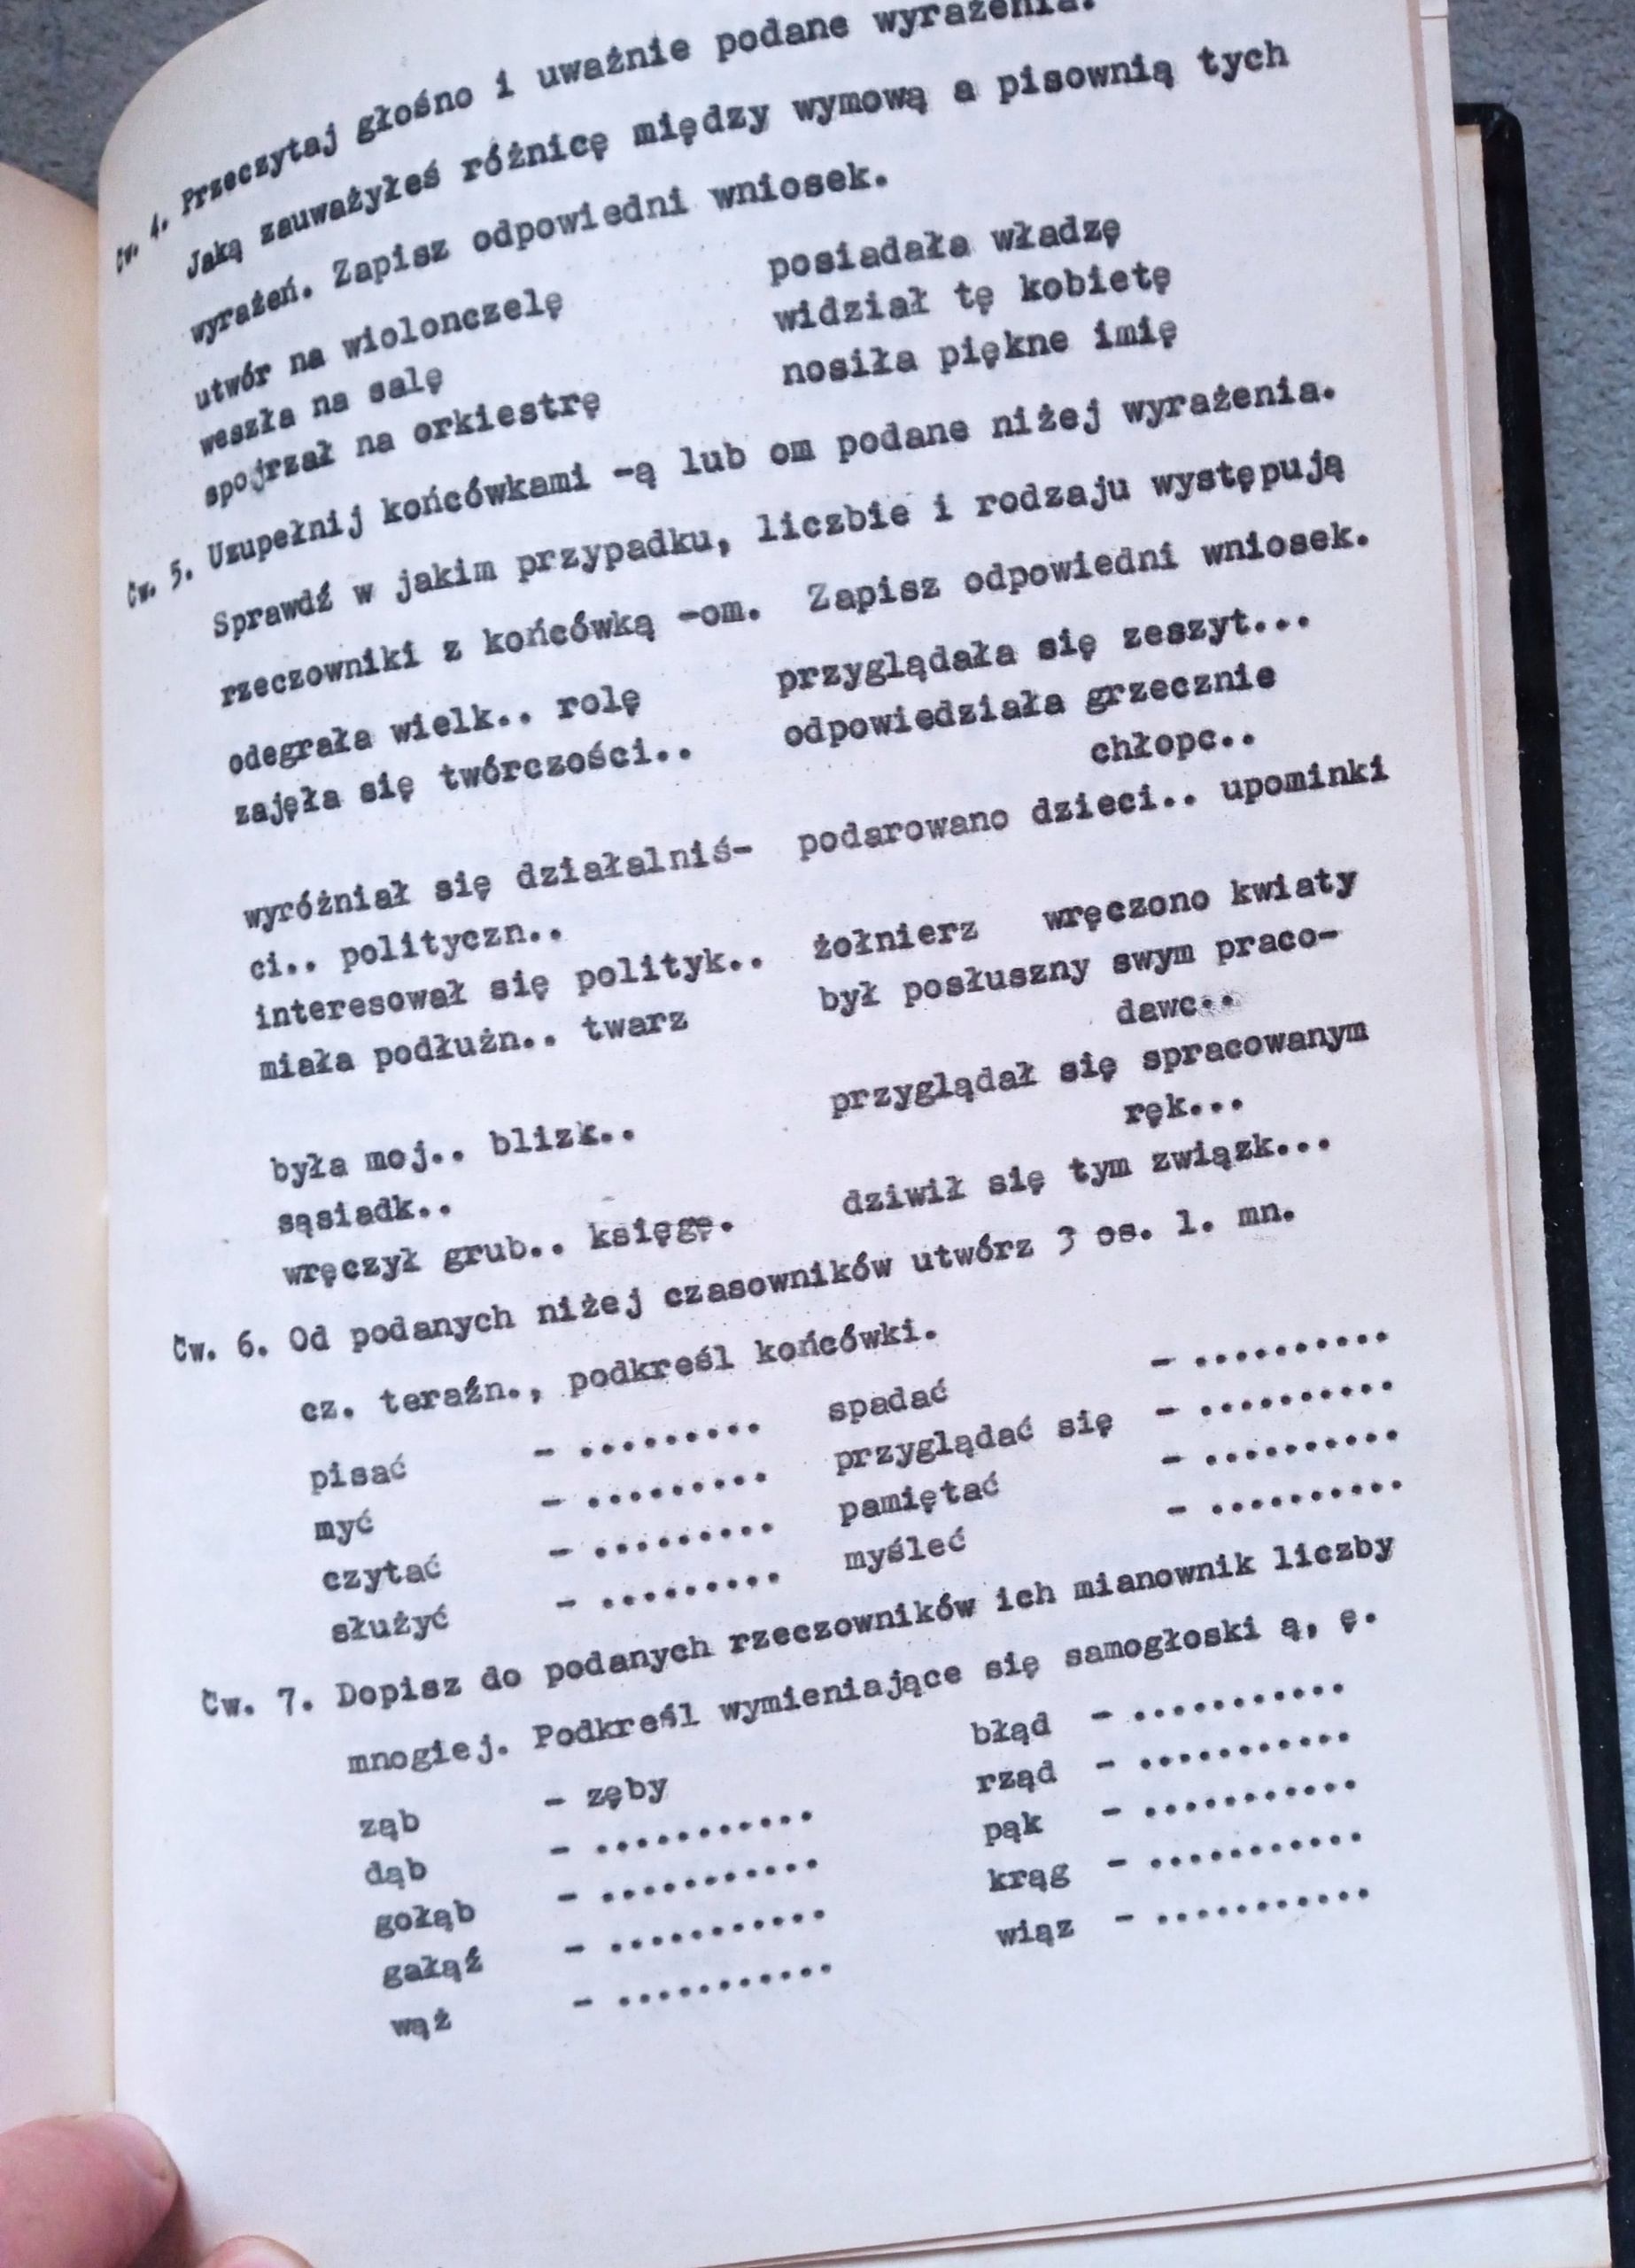 Ćw. 4. Przeczytaj głośno i uważnie podane wyrażenia.
Jaką zauważyłeś różnicę między wymową a pisownią tych
wyrażeń. Zapisz odpowiedni wniosek.
utwór na wiolonczelę posiadała władzę
weszła na salę widział tę kobietę
spojrzał na orkiestrę nosiła piękne imię
Ćw. 5. Uzupełnij końcówkami -ą lub om podane niżej wyrażenia.
Sprawdź w jakim przypadku, liczbie i rodzaju występują
rzeczowniki z końcówką -om. Zapisz odpowiedni wniosek.
odegrała wielk.. rolę przyglądała się zeszyt...
zajęła się twórczości.. odpowiedziała grzecznie
chłopc..
wyróżniał się działalniś- podarowano dzieci.. upominki
ci.. polityczn..
interesował się polityk.. żołnierz wręczono kwiaty
miała podłużn.. twarz był posłuszny swym praco-
dawc..
była moj.. blizk.. przyglądał się spracowanym
sąsiadk.. ręk...
wręczył grub.. księgę. dziwił się tym związk...
Ćw. 6. Od podanych niżej czasowników utwórz 3 os. l. mn.
cz. teraźn., podkreśl końcówki.
pisać - ......... spadać - ..........
myć - ......... przyglądać się - ..........
czytać - ......... pamiętać - ..........
służyć - ......... myśleć - ..........
Ćw. 7. Dopisz do podanych rzeczowników ich mianownik liczby
mnogiej. Podkreśl wymieniające się samogłoski ą, ę.
ząb - zęby błąd - ...........
dąb - ........... rząd - ...........
gołąb - ........... pąk - ...........
gałąź - ........... krąg - ...........
wąż - ........... wiąz - ...........